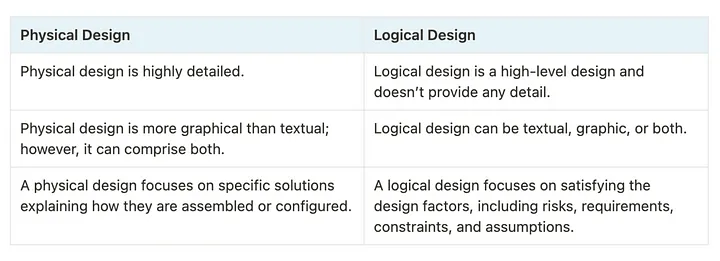 Physical Design
Logical Design
Physical design is highly detailed.
Logical design is a high-level design and
doesn’t provide any detail.
Physical design is more graphical than textual;
however, it can comprise both.
Logical design can be textual, graphic, or both.
A physical design focuses on specific solutions
explaining how they are assembled or configured.
A logical design focuses on satisfying the
design factors, including risks, requirements,
constraints, and assumptions.